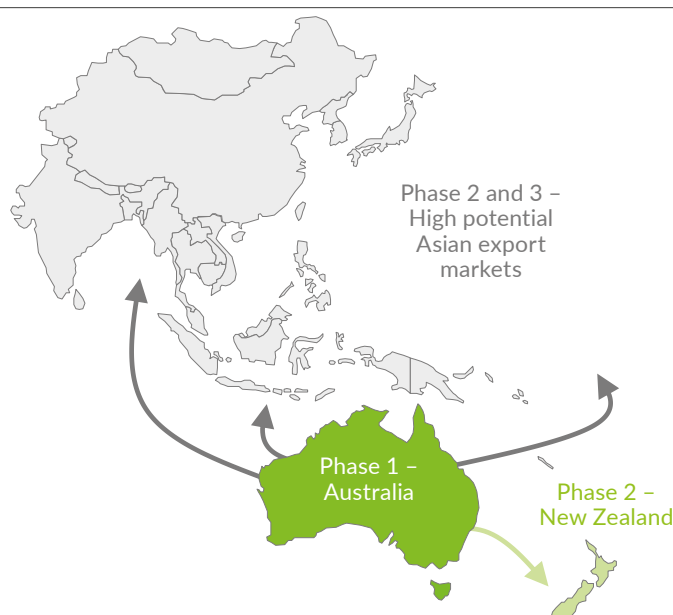 Phase 2 and 3 –
High potential
Asian export
markets
Phase 1 –
Australia
Phase 2 –
New Zealand